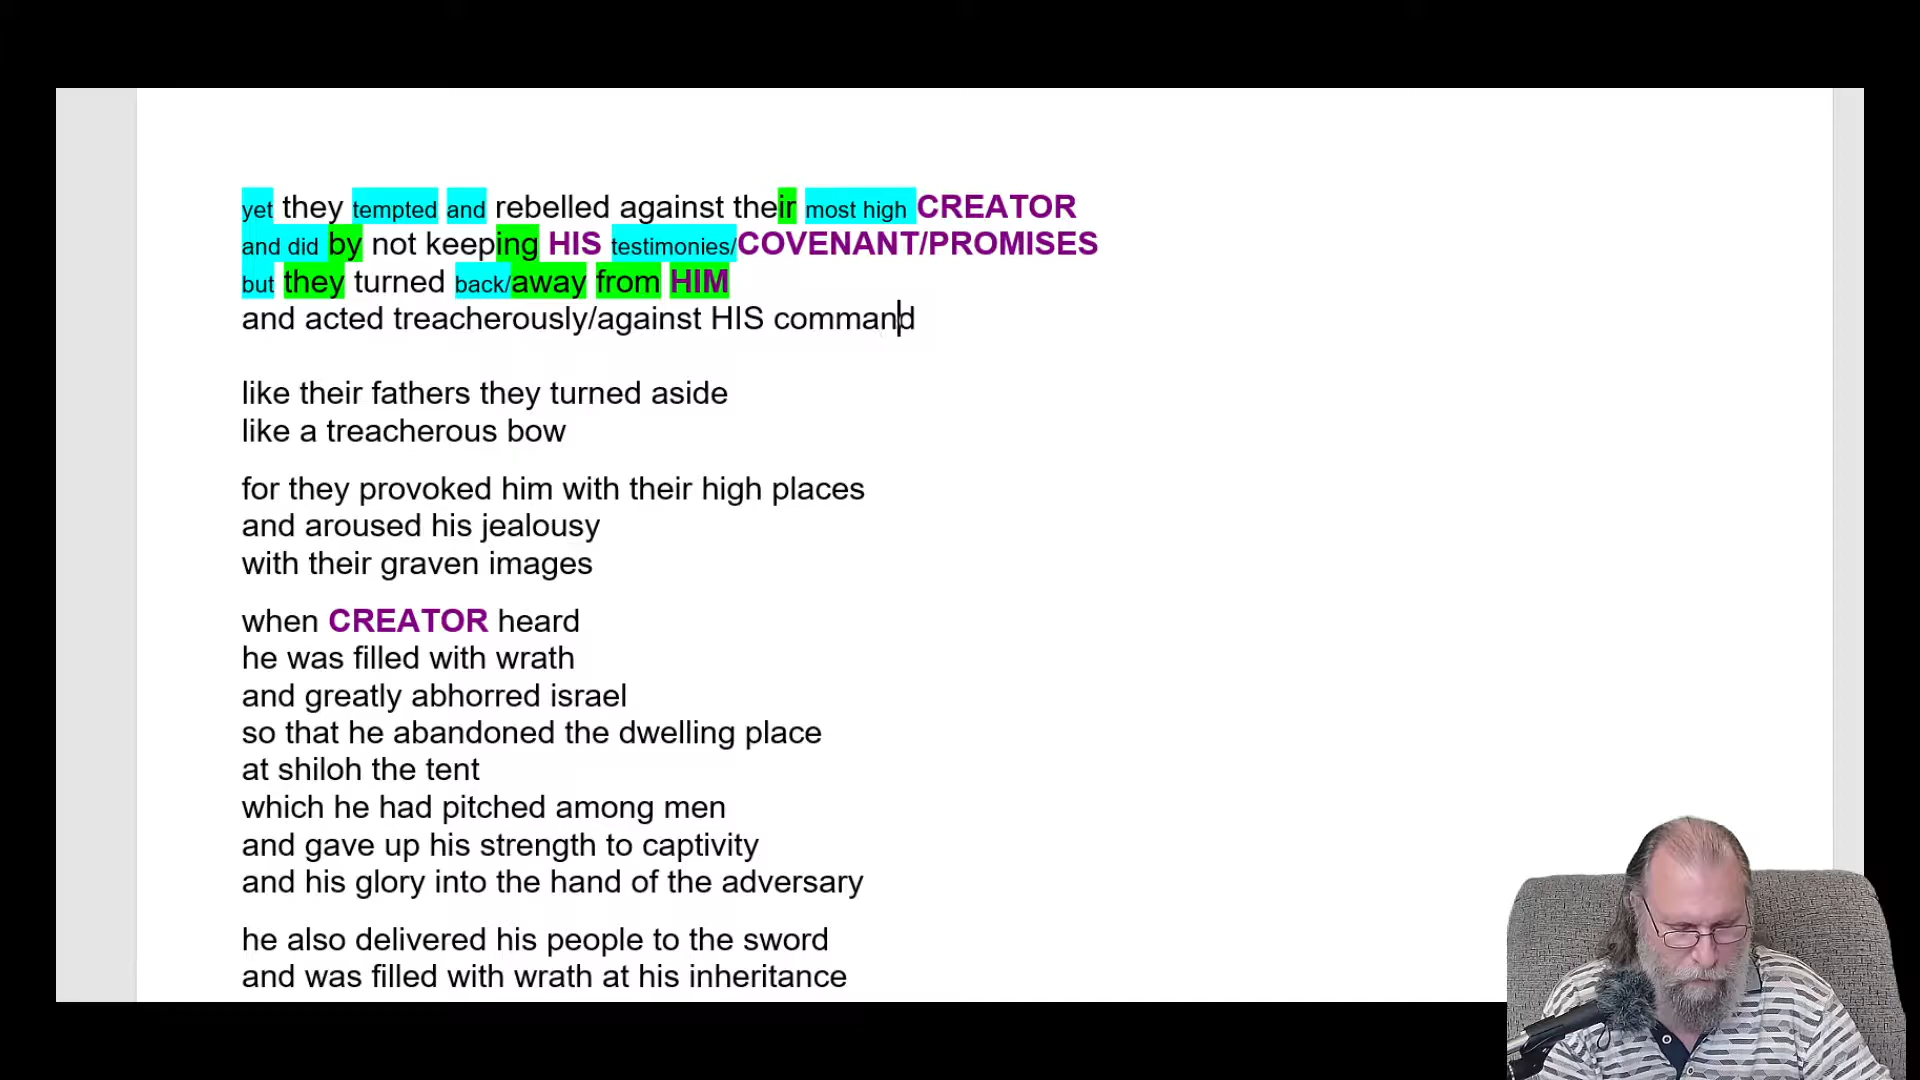 yet they tempted and rebelled against their most high CREATOR
and did by not keeping HIS testimonies/COVENANT/PROMISES
but they turned back/away from HIM
and acted treacherously/against HIS command
like their fathers they turned aside
like a treacherous bow
for they provoked him with their high places
and aroused his jealousy
with their graven images
when CREATOR heard
he was filled with wrath
and greatly abhorred israel
so that he abandoned the dwelling place
at shiloh the tent
which he had pitched among men
and gave up his strength to captivity
and his glory into the hand of the adversary
he also delivered his people to the sword
and was filled with wrath at his inheritance